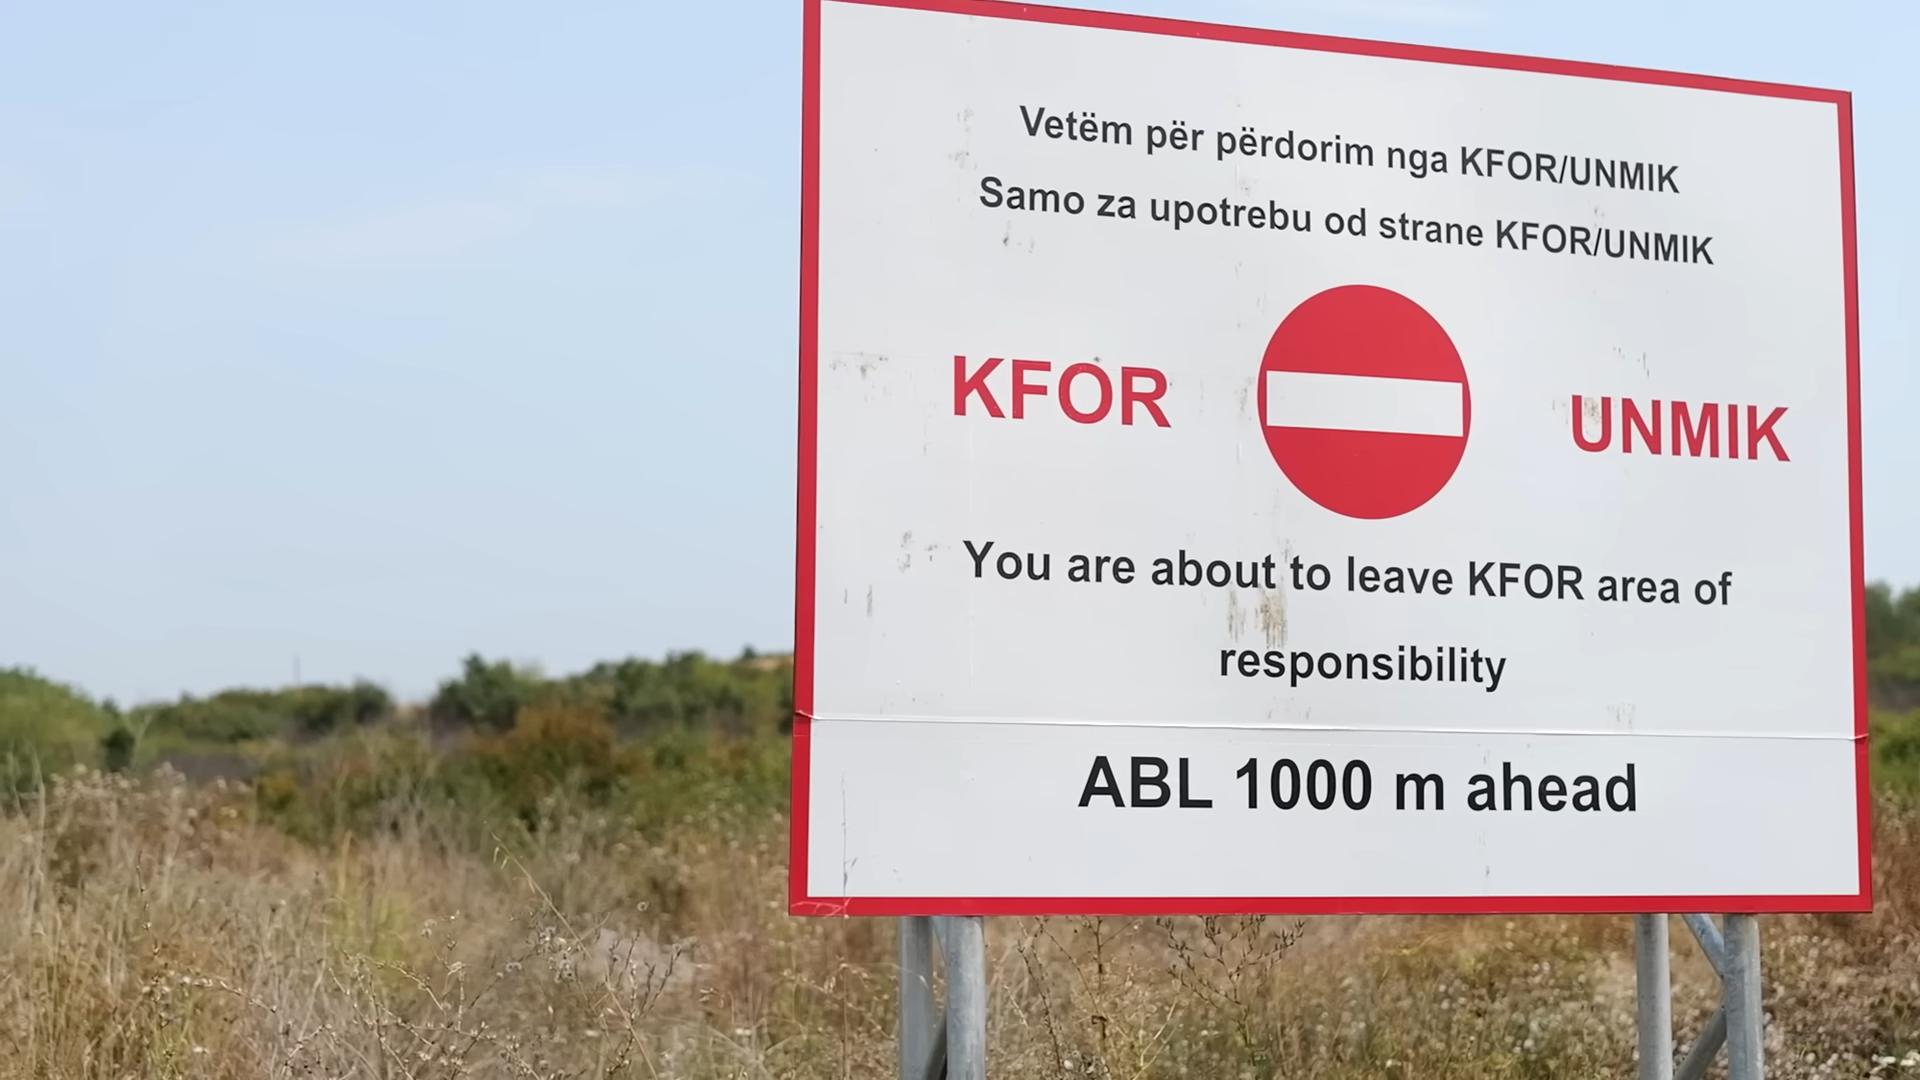 Vetëm për përdorim nga KFOR/UNMIK
Samo za upotrebu od strane KFOR/UNMIK
KFOR UNMIK
You are about to leave KFOR area of
responsibility
ABL 1000 m ahead